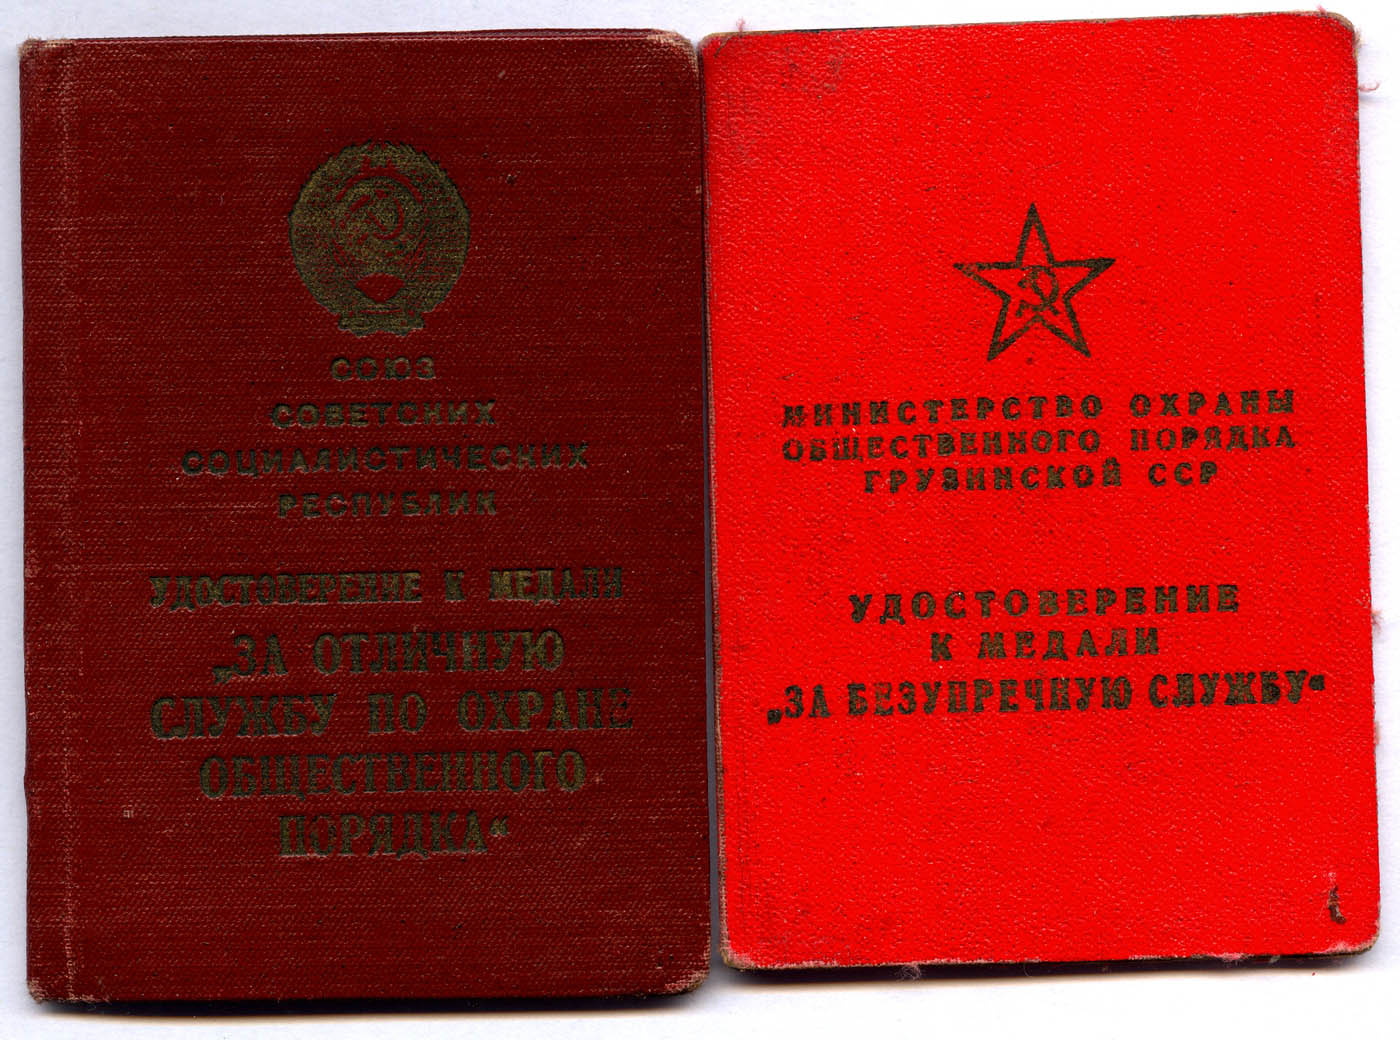 СОЮЗ
СОВЕТСКИХ
СОЦИАЛИСТИЧЕСКИХ
РЕСПУБЛИК
УДОСТОВЕРЕНИЕ К МЕДАЛИ
„ЗА ОТЛИЧНУЮ
СЛУЖБУ ПО ОХРАНЕ
ОБЩЕСТВЕННОГО
ПОРЯДКА“
МИНИСТЕРСТВО ОХРАНЫ
ОБЩЕСТВЕННОГО ПОРЯДКА
ГРУЗИНСКОЙ ССР
УДОСТОВЕРЕНИЕ
К МЕДАЛИ
„ЗА БЕЗУПРЕЧНУЮ СЛУЖБУ“